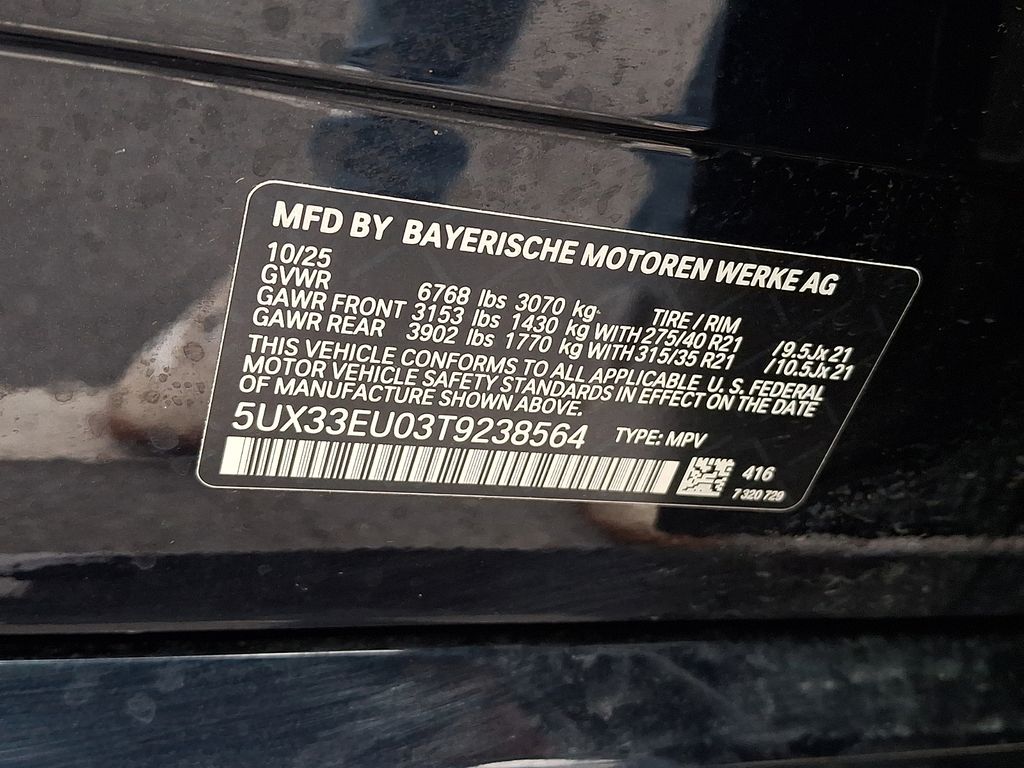 MFD BY BAYERISCHE MOTOREN WERKE AG
10/25
GVWR 6768 lbs 3070 kg. TIRE / RIM
GAWR FRONT 3153 lbs 1430 kg WITH 275/40 R21 /9.5Jx21
GAWR REAR 3902 lbs 1770 kg WITH 315/35 R21 /10.5Jx21
THIS VEHICLE CONFORMS TO ALL APPLICABLE U.S. FEDERAL
MOTOR VEHICLE SAFETY STANDARDS IN EFFECT ON THE DATE
OF MANUFACTURE SHOWN ABOVE.
5UX33EU03T9238564 TYPE: MPV
416
7 320 729